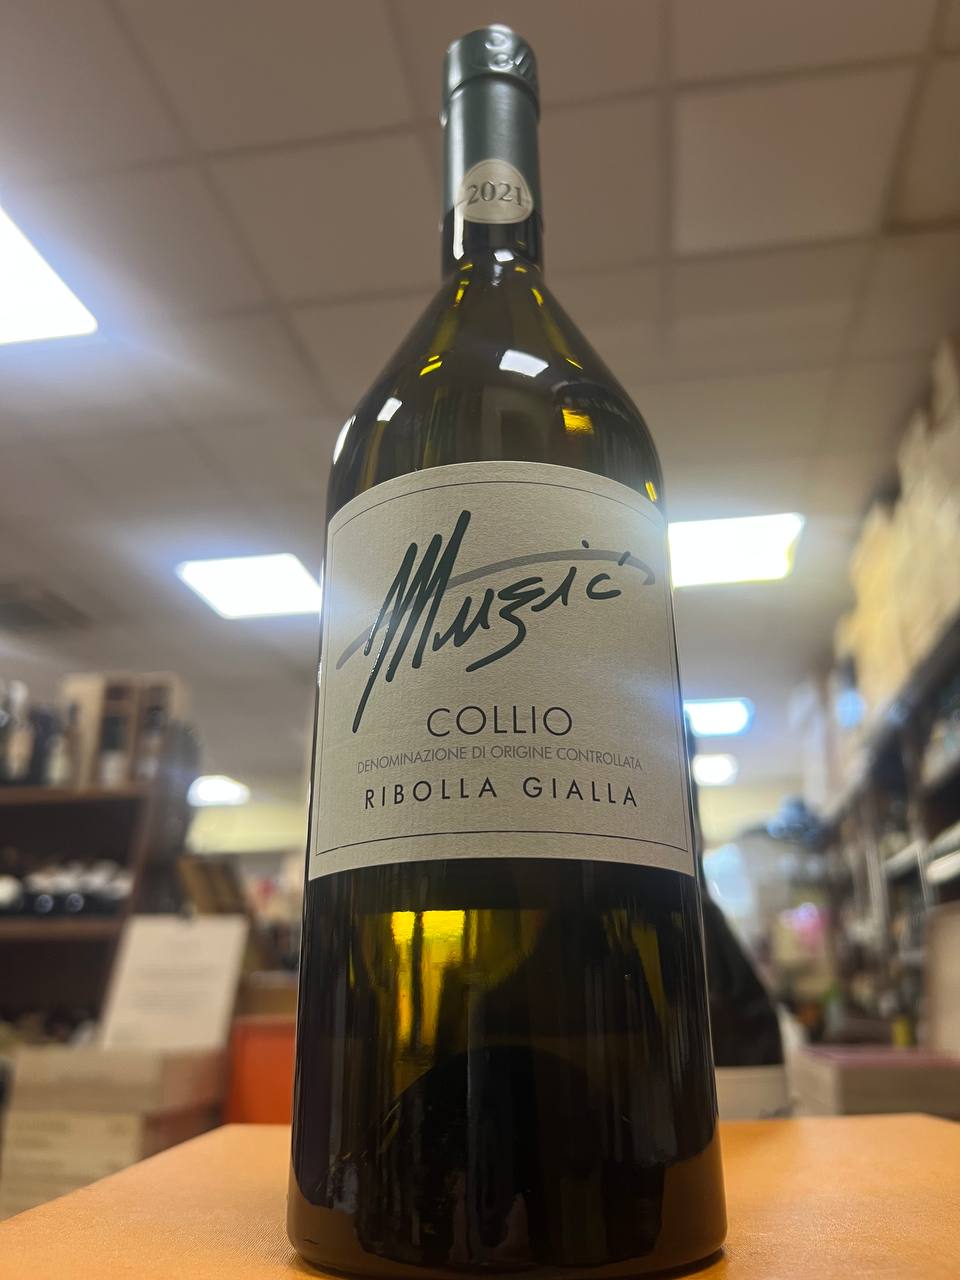 2021
Muzic
COLLIO
DENOMINAZIONE DI ORIGINE CONTROLLATA
RIBOLLA GIALLA